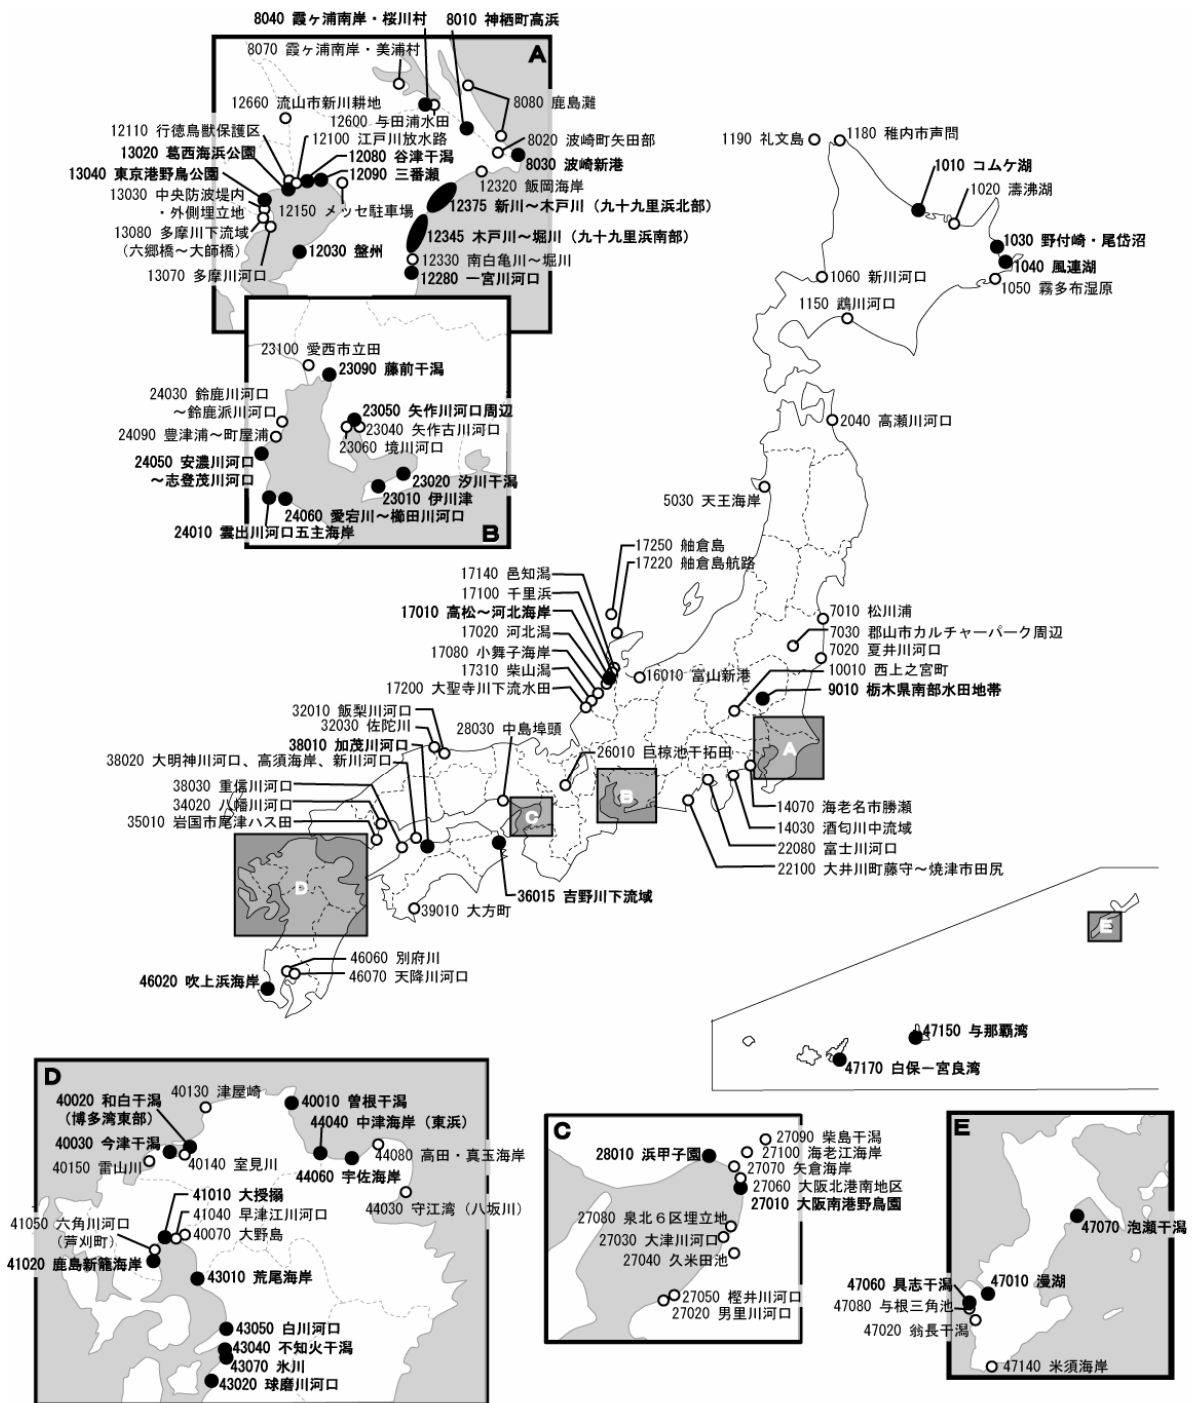 8040 霞ヶ浦南岸・桜川村
8010 神栖町高浜
A
8070 霞ヶ浦南岸・美浦村
8080 鹿島灘
12660 流山市新川耕地
12600 与田浦水田
12110 行徳鳥獣保護区
12100 江戸川放水路
8020 波崎町矢田部
13020 葛西海浜公園
12080 谷津干潟
8030 波崎新港
13040 東京港野鳥公園
12090 三番瀬
12320 飯岡海岸
13030 中央防波堤内
・外側埋立地
12150 メッセ駐車場
12375 新川～木戸川（九十九里浜北部）
13080 多摩川下流域
（六郷橋～大師橋）
12345 木戸川～堀川（九十九里浜南部）
12030 盤州
12330 南白亀川～堀川
13070 多摩川河口
12280 一宮川河口
1190 礼文島
1180 稚内市声問
1010 コムケ湖
1020 濤沸湖
1030 野付崎・尾岱沼
1040 風連湖
1060 新川河口
1050 霧多布湿原
1150 鵡川河口
23100 愛西市立田
23090 藤前干潟
24030 鈴鹿川河口
～鈴鹿派川河口
23050 矢作川河口周辺
24090 豊津浦～町屋浦
23040 矢作古川河口
23060 境川河口
24050 安濃川河口
～志登茂川河口
23020 汐川干潟
23010 伊川津
24060 愛宕川～櫛田川河口
24010 雲出川河口五主海岸
B
2040 高瀬川河口
5030 天王海岸
17250 舳倉島
17220 舳倉島航路
17140 邑知潟
17100 千里浜
17010 高松～河北海岸
17020 河北潟
17080 小舞子海岸
17310 柴山潟
17200 大聖寺川下流水田
16010 富山新港
7010 松川浦
7030 郡山市カルチャーパーク周辺
7020 夏井川河口
10010 西上之宮町
9010 栃木県南部水田地帯
32010 飯梨川河口
32030 佐陀川
28030 中島埠頭
38010 加茂川河口
26010 巨椋池干拓田
38020 大明神川河口、高須海岸、新川河口
38030 重信川河口
34020 八幡川河口
35010 岩国市尾津ハス田
A
B
C
D
14070 海老名市勝瀬
14030 酒匂川中流域
22080 富士川河口
22100 大井川町藤守～焼津市田尻
36015 吉野川下流域
39010 大方町
E
46060 別府川
46070 天降川河口
46020 吹上浜海岸
47150 与那覇湾
47170 白保－宮良湾
D
40130 津屋崎
40020 和白干潟
（博多湾東部）
40010 曽根干潟
44040 中津海岸（東浜）
40030 今津干潟
40150 雷山川
40140 室見川
44080 高田・真玉海岸
44060 宇佐海岸
41010 大授搦
44030 守江湾（八坂川）
41040 早津江川河口
41050 六角川河口
（芦刈町）
40070 大野島
41020 鹿島新籠海岸
43010 荒尾海岸
43050 白川河口
43040 不知火干潟
43070 氷川
43020 球磨川河口
C
27090 柴島干潟
28010 浜甲子園
27100 海老江海岸
27070 矢倉海岸
27060 大阪北港南地区
27010 大阪南港野鳥園
27080 泉北６区埋立地
27030 大津川河口
27040 久米田池
27050 樫井川河口
27020 男里川河口
E
47070 泡瀬干潟
47060 具志干潟
47010 漫湖
47080 与根三角池
47020 翁長干潟
47140 米須海岸